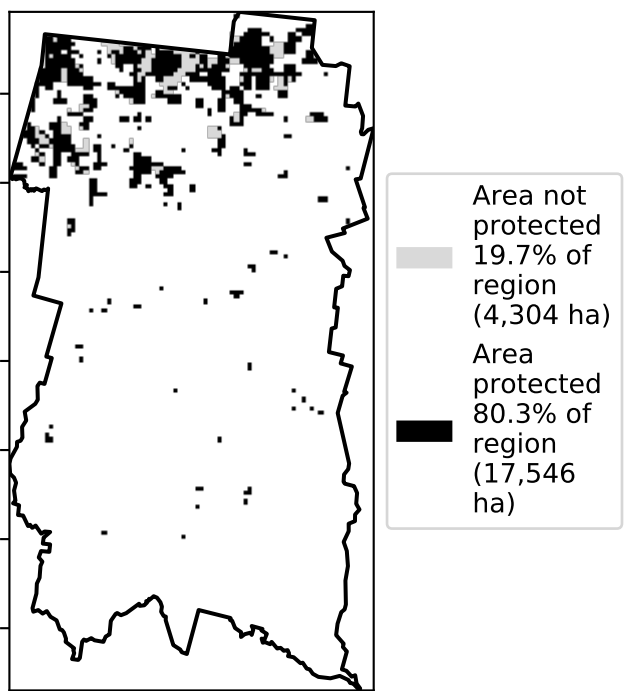 Area not
protected
19.7% of
region
(4,304 ha)
Area
protected
80.3% of
region
(17,546
ha)